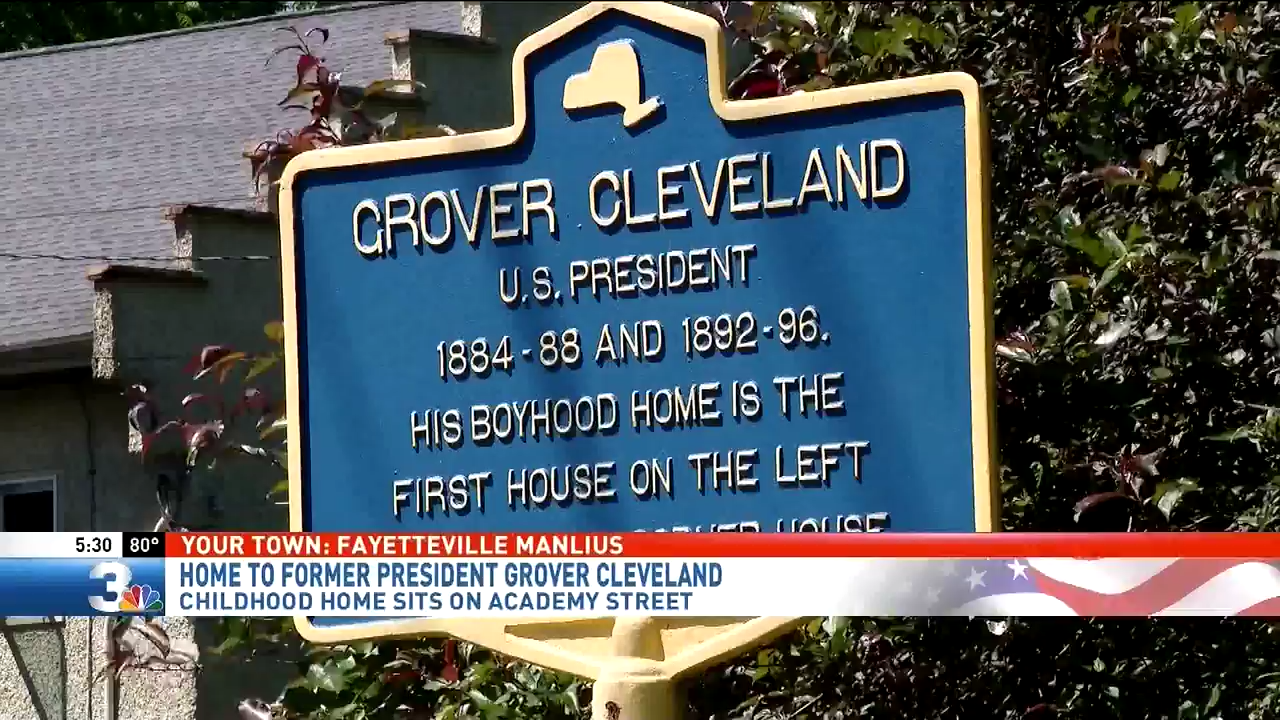 GROVER CLEVELAND
U.S. PRESIDENT
1884-88 AND 1892-96.
HIS BOYHOOD HOME IS THE
FIRST HOUSE ON THE LEFT
CORNER HOUSE
5:30 80° YOUR TOWN: FAYETTEVILLE MANLIUS
3 HOME TO FORMER PRESIDENT GROVER CLEVELAND
CHILDHOOD HOME SITS ON ACADEMY STREET